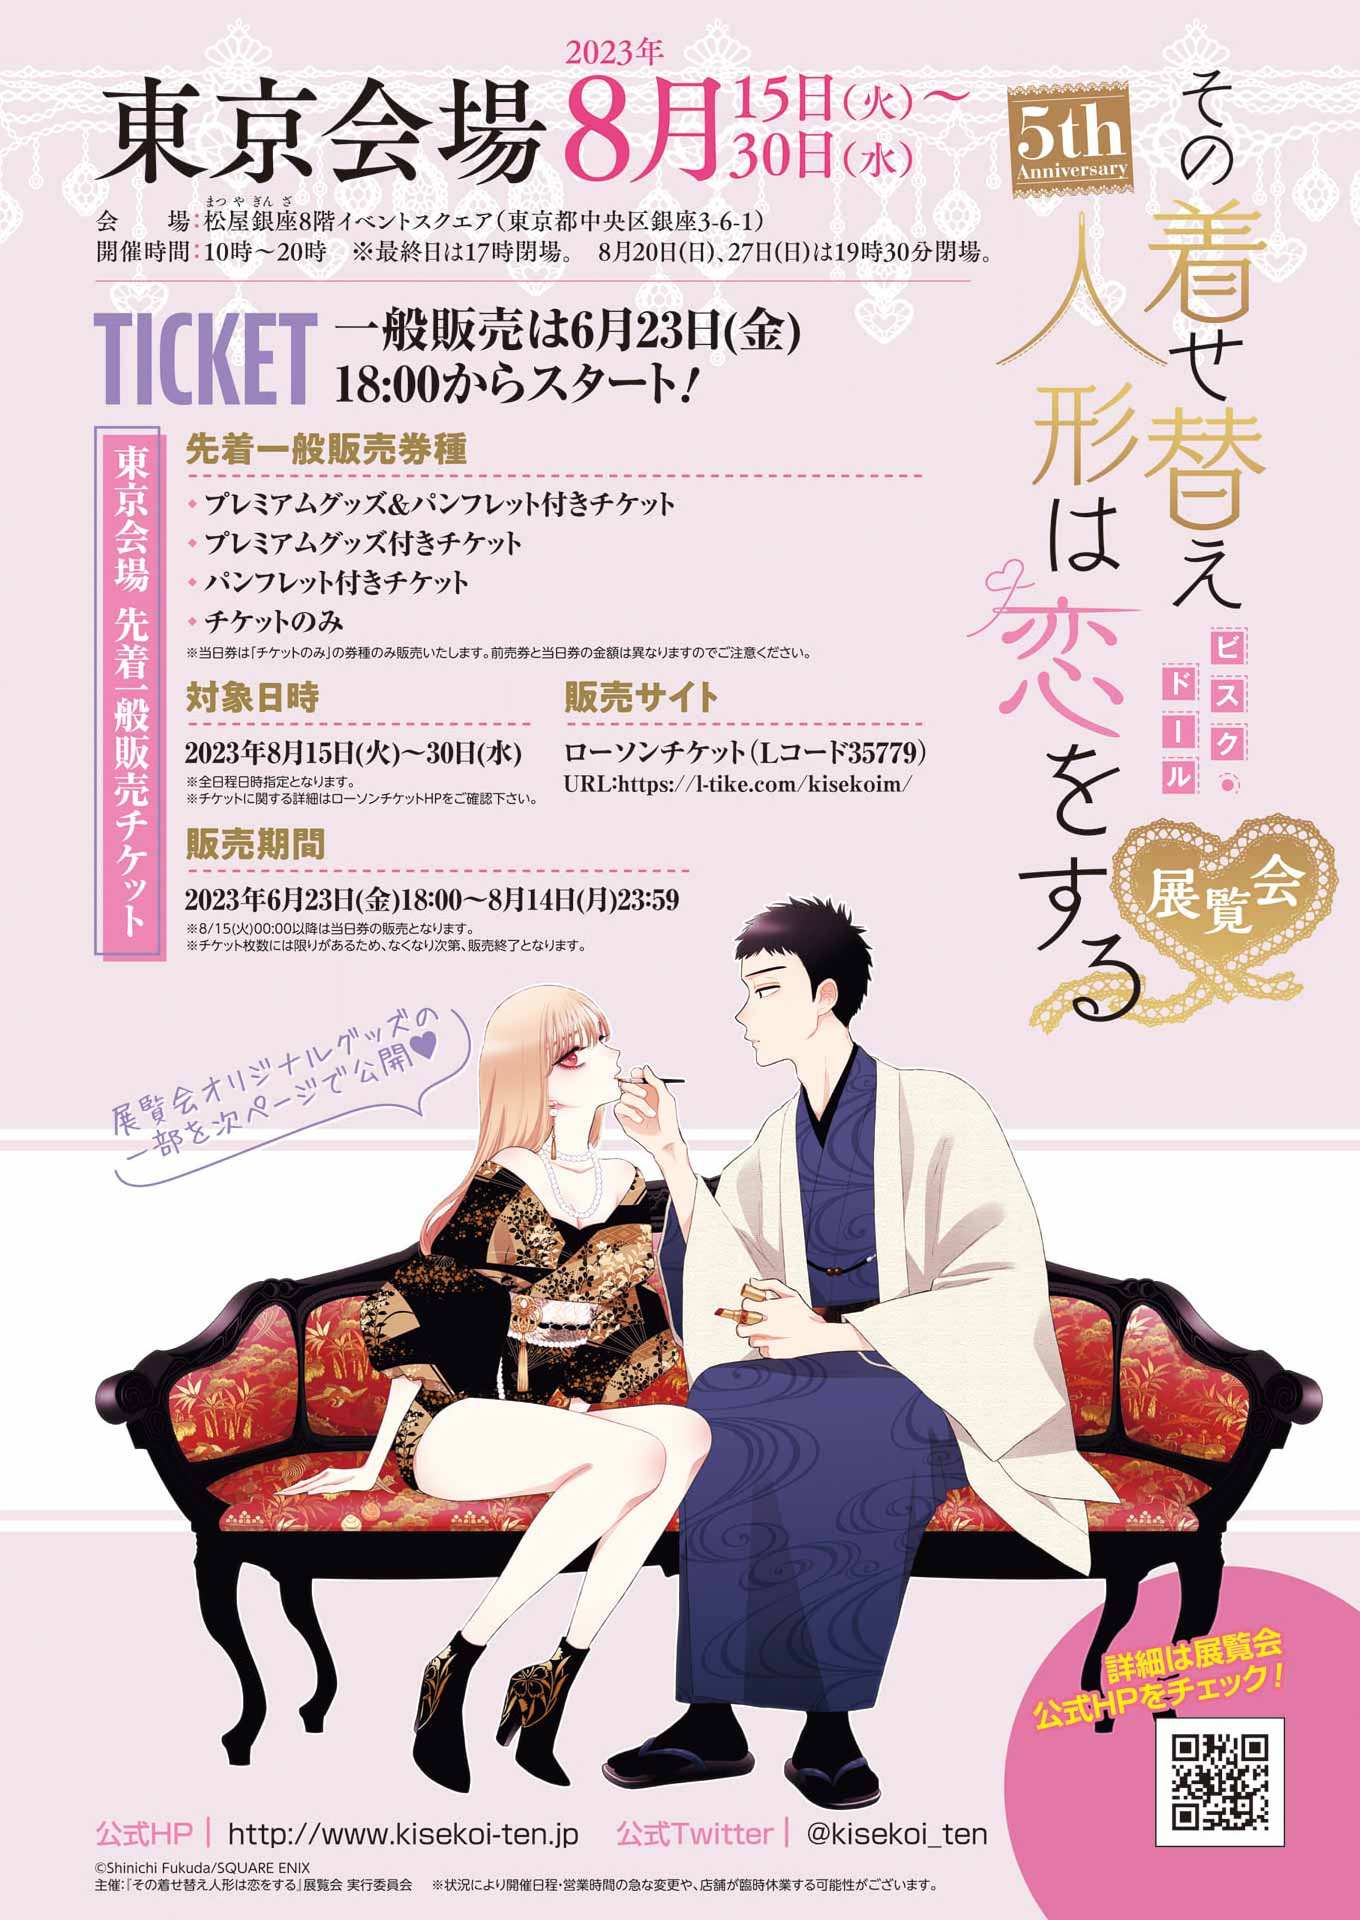 2023年
東京会場 8月 15日（火）～
30日（水）
まつ や ぎん ざ
会　場：松屋銀座8階イベントスクエア（東京都中央区銀座3-6-1）
開催時間：10時～20時　※最終日は17時閉場。　8月20日(日)、27日(日)は19時30分閉場。
5th
Anniversary
その着せ替え
人形は
恋をする
ビスク・
ドール
展覧会
TICKET
一般販売は6月23日(金)
18:00からスタート！
東京会場 先着一般販売チケット
先着一般販売券種
・プレミアムグッズ&パンフレット付きチケット
・プレミアムグッズ付きチケット
・パンフレット付きチケット
・チケットのみ
※当日券は「チケットのみ」の券種のみ販売いたします。前売券と当日券の金額は異なりますのでご注意ください。
対象日時
2023年8月15日(火)～30日(水)
※全日程日時指定となります。
※チケットに関する詳細はローソンチケットHPをご確認下さい。
販売サイト
ローソンチケット（Lコード35779）
URL:https://l-tike.com/kisekoim/
販売期間
2023年6月23日(金)18:00～8月14日(月)23:59
※8/15(火)00:00以降は当日券の販売となります。
※チケット枚数には限りがあるため、なくなり次第、販売終了となります。
展覧会オリジナルグッズの
一部を次ページで公開♥
詳細は展覧会
公式HPをチェック！
公式HP｜ http://www.kisekoi-ten.jp　公式Twitter｜ @kisekoi_ten
©Shinichi Fukuda/SQUARE ENIX
主催：『その着せ替え人形は恋をする』展覧会 実行委員会　※状況により開催日程・営業時間の急な変更や、店舗が臨時休業する可能性がございます。